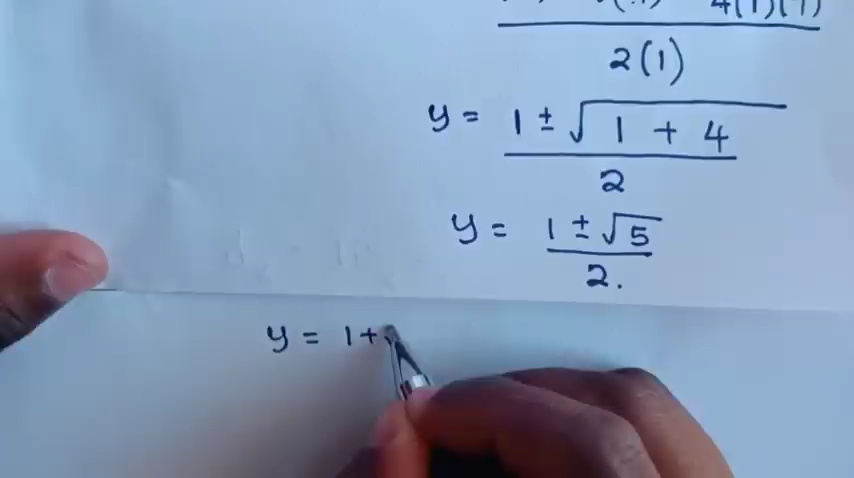 2(1)
y = 1 ± √1 + 4
2
y = 1 ± √5
2.
y = 1 +